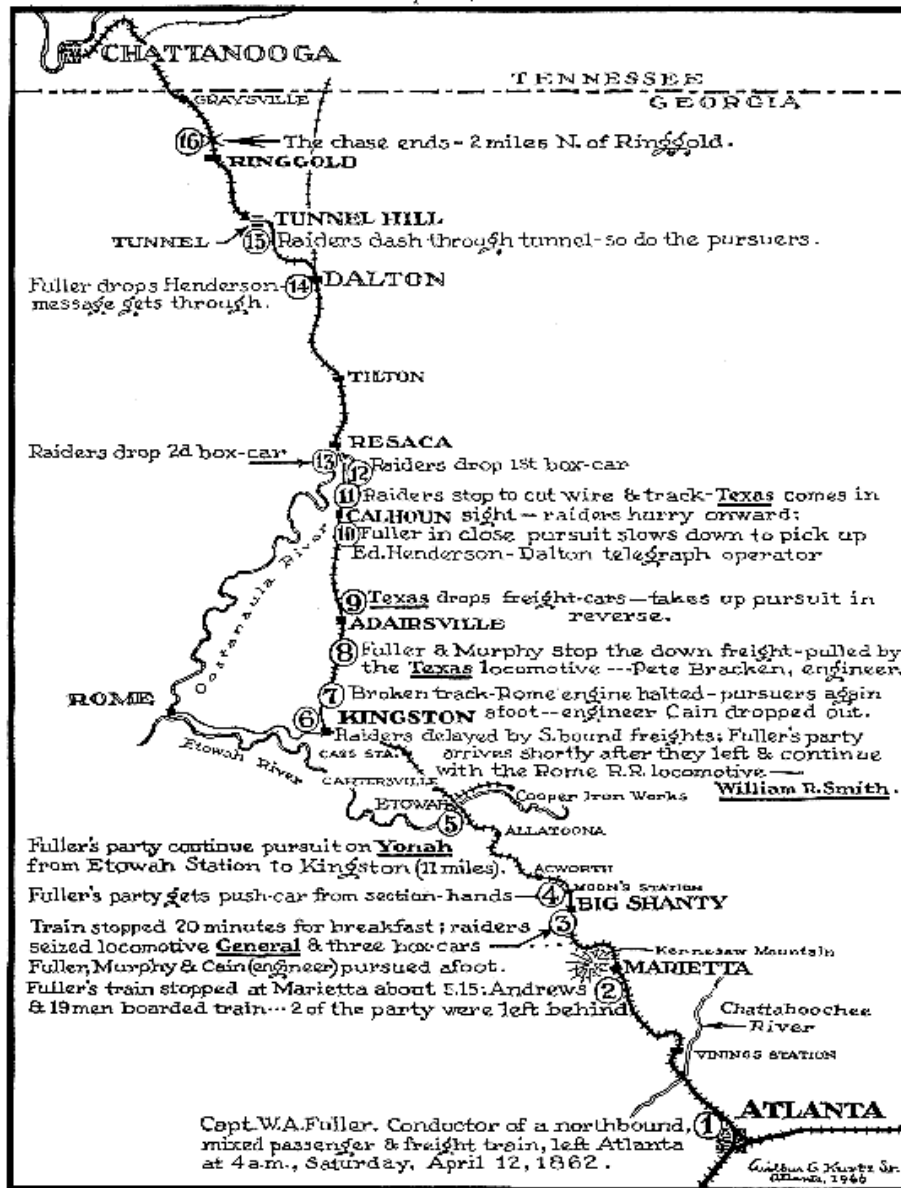 CHATTANOOGA
TENNESSEE
GEORGIA
GRAYSVILLE
16 The chase ends - 2 miles N. of Ringgold.
RINGGOLD
TUNNEL HILL
TUNNEL
15 Raiders dash through tunnel - so do the pursuers.
Fuller drops Henderson - 14 DALTON
message gets through.
TILTON
RESACA
Raiders drop 2d box-car 13
12 Raiders drop 1st box-car
11 Raiders stop to cut wire & track - Texas comes in
CALHOUN sight - raiders hurry onward;
10 Fuller in close pursuit slows down to pick up
Ed. Henderson - Dalton telegraph operator
Oostanaula River
9 Texas drops freight-cars - takes up pursuit in
reverse.
ADAIRSVILLE
8 Fuller & Murphy stop the down freight - pulled by
the Texas locomotive --- Pete Bracken, engineer.
7 Broken track - Rome engine halted - pursuers again
afoot -- engineer Cain dropped out.
ROME
6 KINGSTON
Raiders delayed by S. bound freights; Fuller's party
arrives shortly after they left & continue
with the Rome R.R. locomotive -
William R. Smith.
Etowah River
CASS STA.
CARTERSVILLE
ETOWAH
Cooper Iron Works
5
ALLATOONA
Fuller's party continue pursuit on Yonah
from Etowah Station to Kingston (11 miles).
ACWORTH
MOON'S STATION
Fuller's party gets push-car from section-hands 4
BIG SHANTY
Train stopped 20 minutes for breakfast; raiders
seized locomotive General & three box-cars 3
Fuller, Murphy & Cain (engineer) pursued afoot.
Kennesaw Mountain
MARIETTA
Fuller's train stopped at Marietta about 5.15: Andrews 2
& 19 men boarded train --- 2 of the party were left behind
Chattahoochee
River
VININGS STATION
ATLANTA
Capt. W.A. Fuller, Conductor of a northbound, 1
mixed passenger & freight train, left Atlanta
at 4 a.m., Saturday, April 12, 1862.
Wilbur G. Kurtz Sr.
Atlanta, 1966